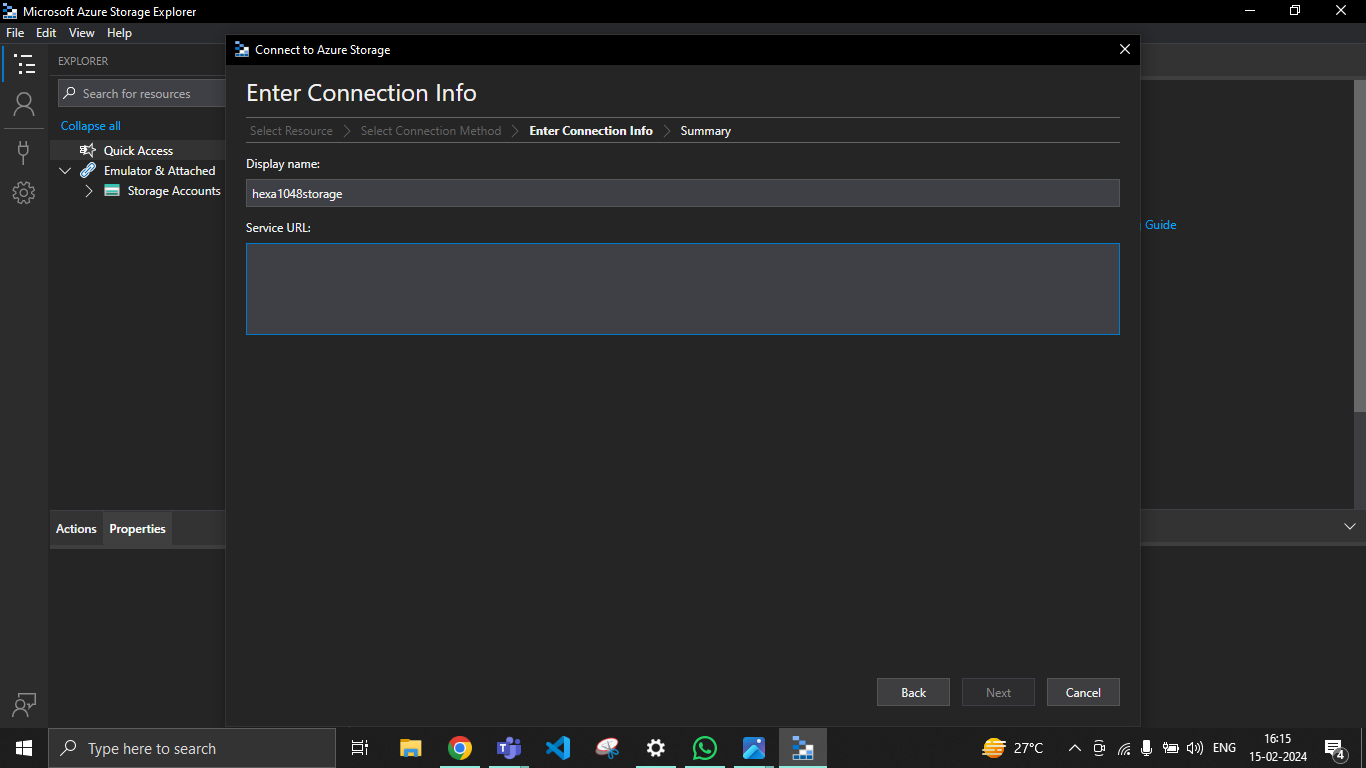 Microsoft Azure Storage Explorer
File Edit View Help
EXPLORER
Search for resources
Collapse all
Quick Access
Emulator & Attached
Storage Accounts
Actions Properties
Connect to Azure Storage
Enter Connection Info
Select Resource Select Connection Method Enter Connection Info Summary
Display name:
hexa1048storage
Service URL:
Guide
Back Next Cancel
Type here to search
27°C
ENG
16:15
15-02-2024
4